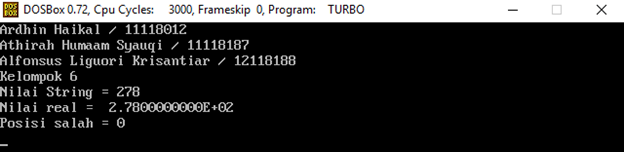 DOSBox 0.72, Cpu Cycles: 3000, Frameskip 0, Program: TURBO
Ardhin Haikal / 11118012
Athirah Humaam Syauqi / 11118187
Alfonsus Liguori Krisantiar / 12118188
Kelompok 6
Nilai String = 278
Nilai real = 2.7800000000E+02
Posisi salah = 0